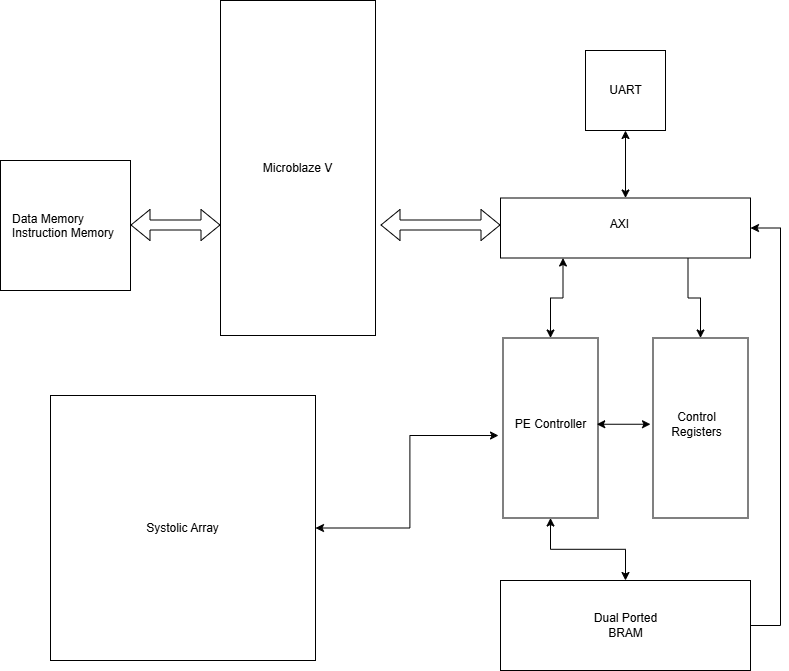 UART
Microblaze V
Data Memory
Instruction Memory
AXI
PE Controller
Control
Registers
Systolic Array
Dual Ported
BRAM